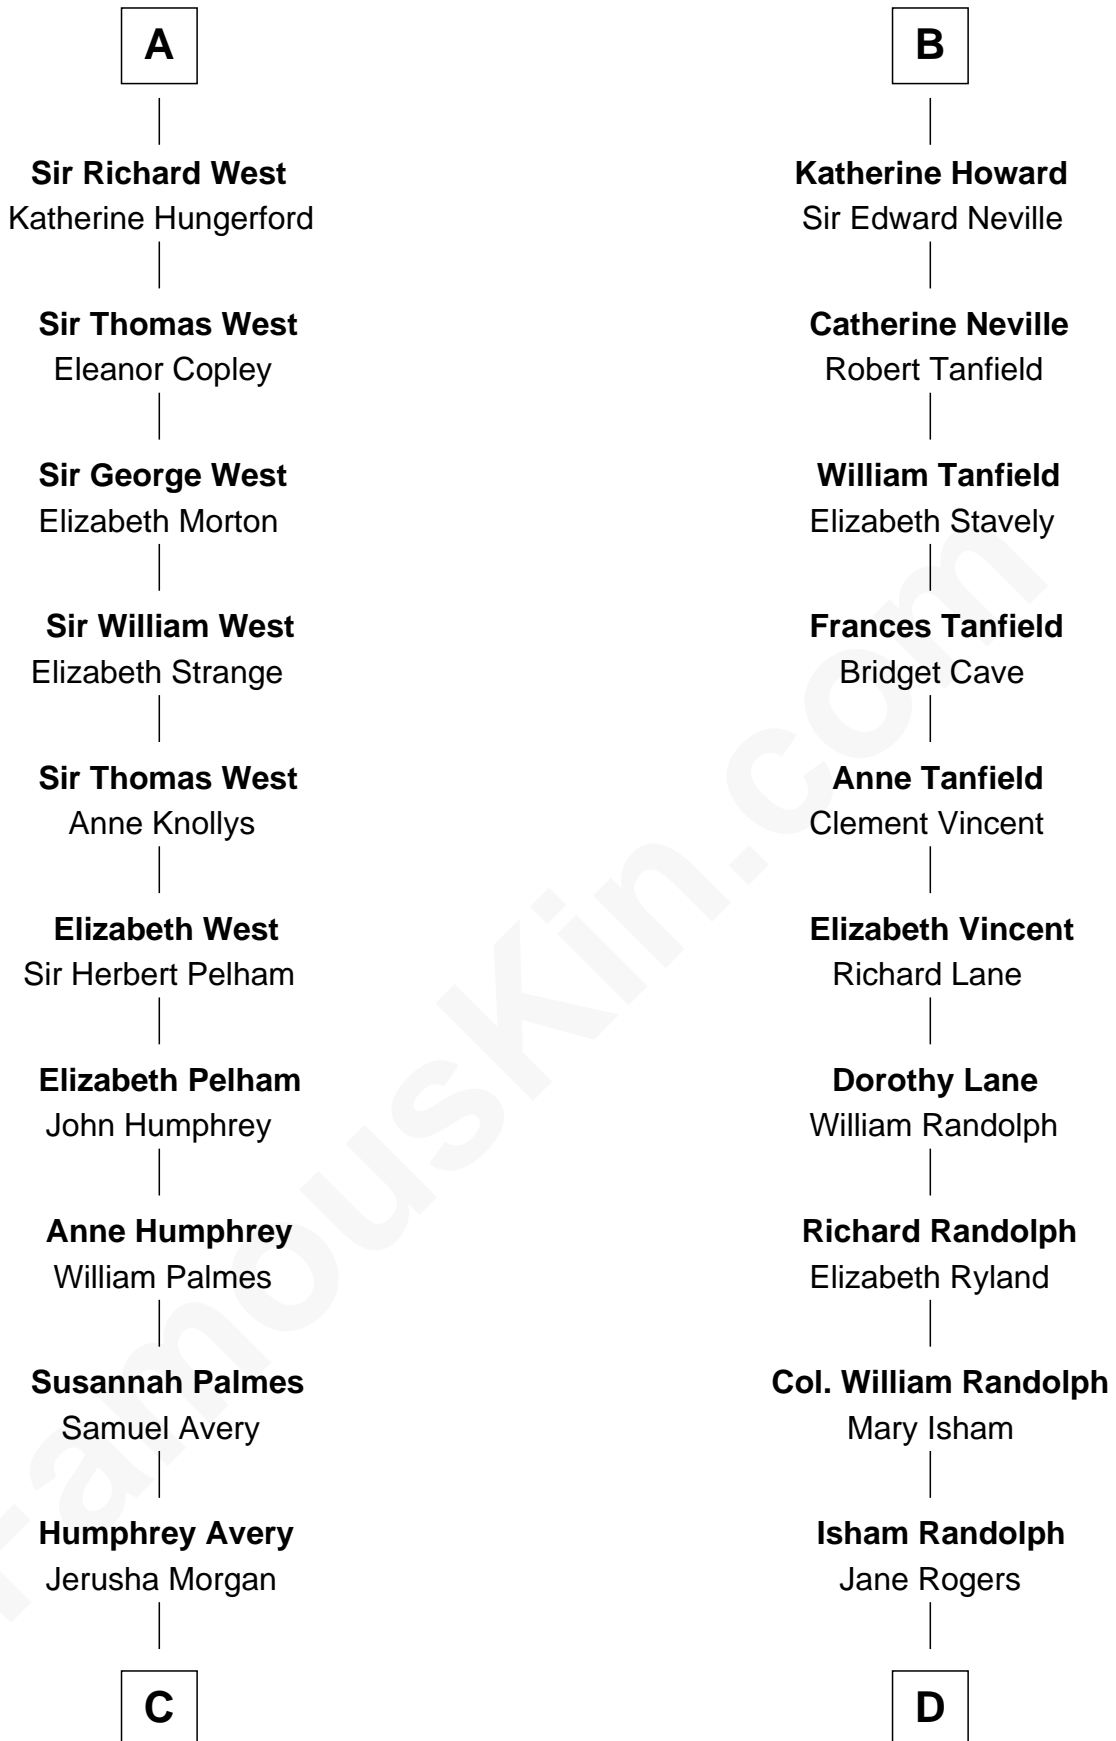 A
Sir Richard West
Katherine Hungerford
Sir Thomas West
Eleanor Copley
Sir George West
Elizabeth Morton
Sir William West
Elizabeth Strange
Sir Thomas West
Anne Knollys
Elizabeth West
Sir Herbert Pelham
Elizabeth Pelham
John Humphrey
Anne Humphrey
William Palmes
Susannah Palmes
Samuel Avery
Humphrey Avery
Jerusha Morgan
C
B
Katherine Howard
Sir Edward Neville
Catherine Neville
Robert Tanfield
William Tanfield
Elizabeth Stavely
Frances Tanfield
Bridget Cave
Anne Tanfield
Clement Vincent
Elizabeth Vincent
Richard Lane
Dorothy Lane
William Randolph
Richard Randolph
Elizabeth Ryland
Col. William Randolph
Mary Isham
Isham Randolph
Jane Rogers
D
FamousKin.com